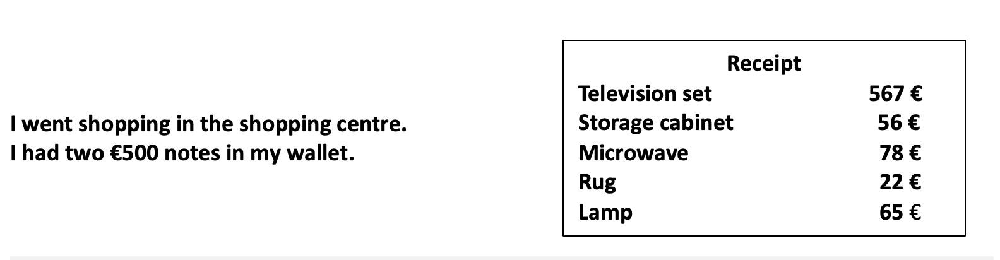 I went shopping in the shopping centre.
I had two €500 notes in my wallet.
Receipt
Television set 567 €
Storage cabinet 56 €
Microwave 78 €
Rug 22 €
Lamp 65 €